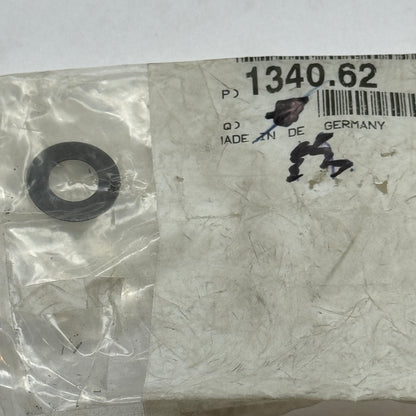 P) 1340.62
Q)
MADE IN DE GERMANY